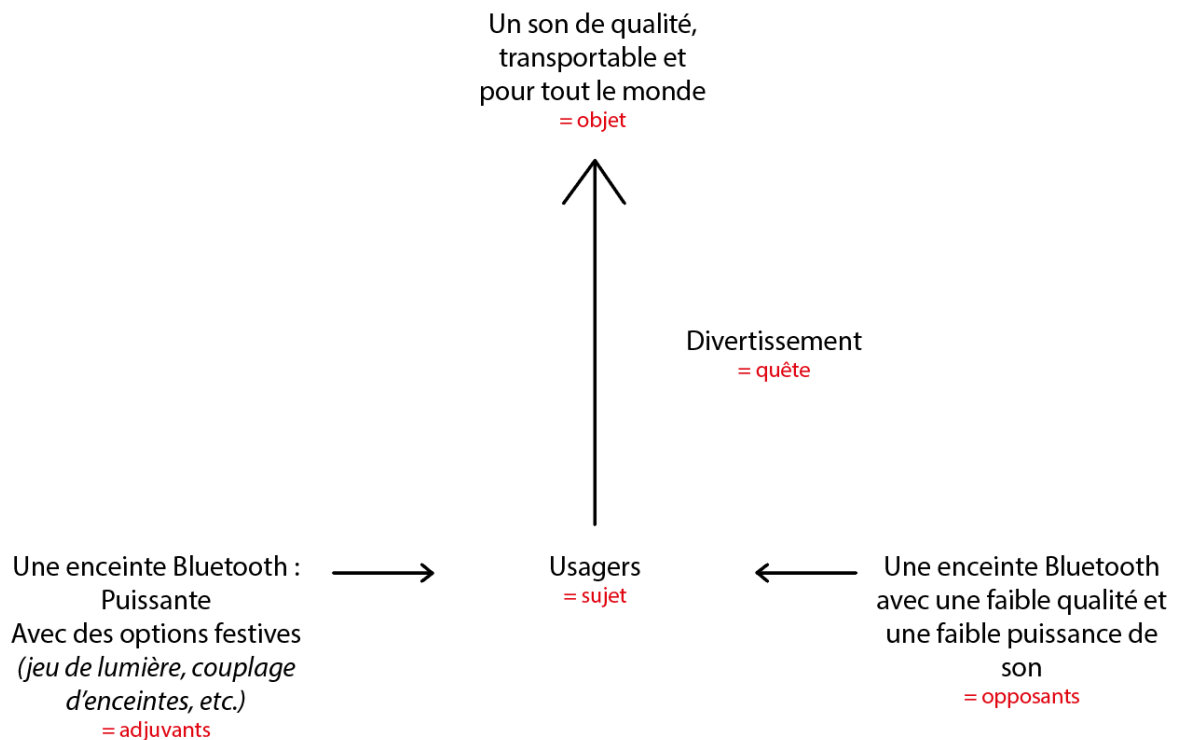 Un son de qualité,
transportable et
pour tout le monde
= objet
Divertissement
= quête
Une enceinte Bluetooth :
Puissante
Avec des options festives
(jeu de lumière, couplage
d’enceintes, etc.)
= adjuvants
Usagers
= sujet
Une enceinte Bluetooth
avec une faible qualité et
une faible puissance de
son
= opposants